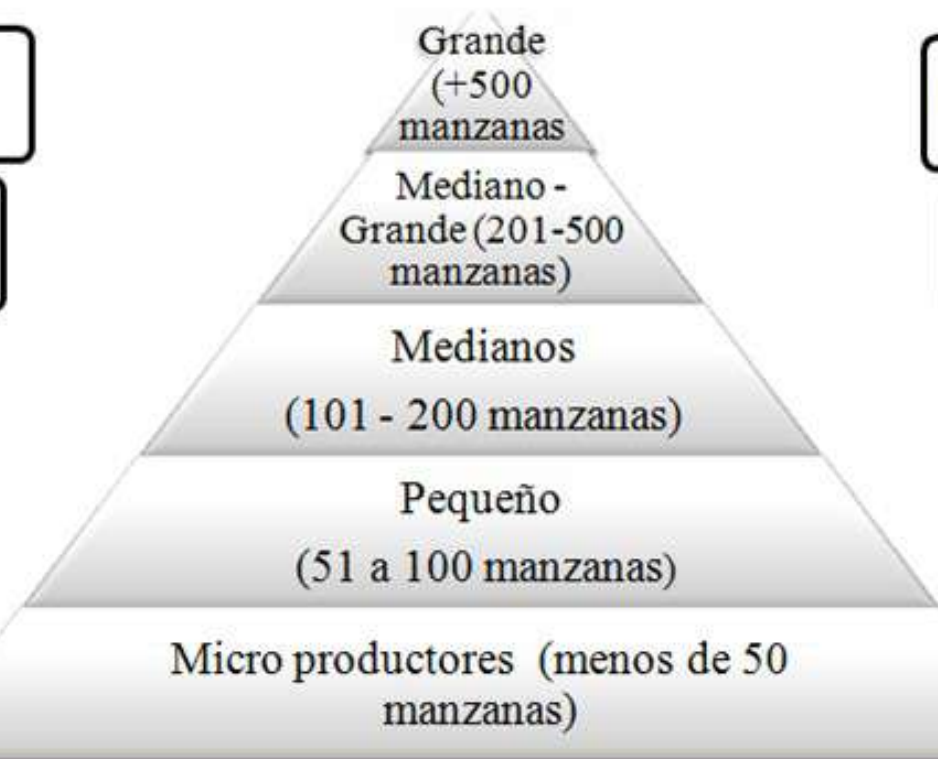 Grande
(+500
manzanas
Mediano -
Grande (201-500
manzanas)
Medianos
(101 - 200 manzanas)
Pequeño
(51 a 100 manzanas)
Micro productores (menos de 50
manzanas)